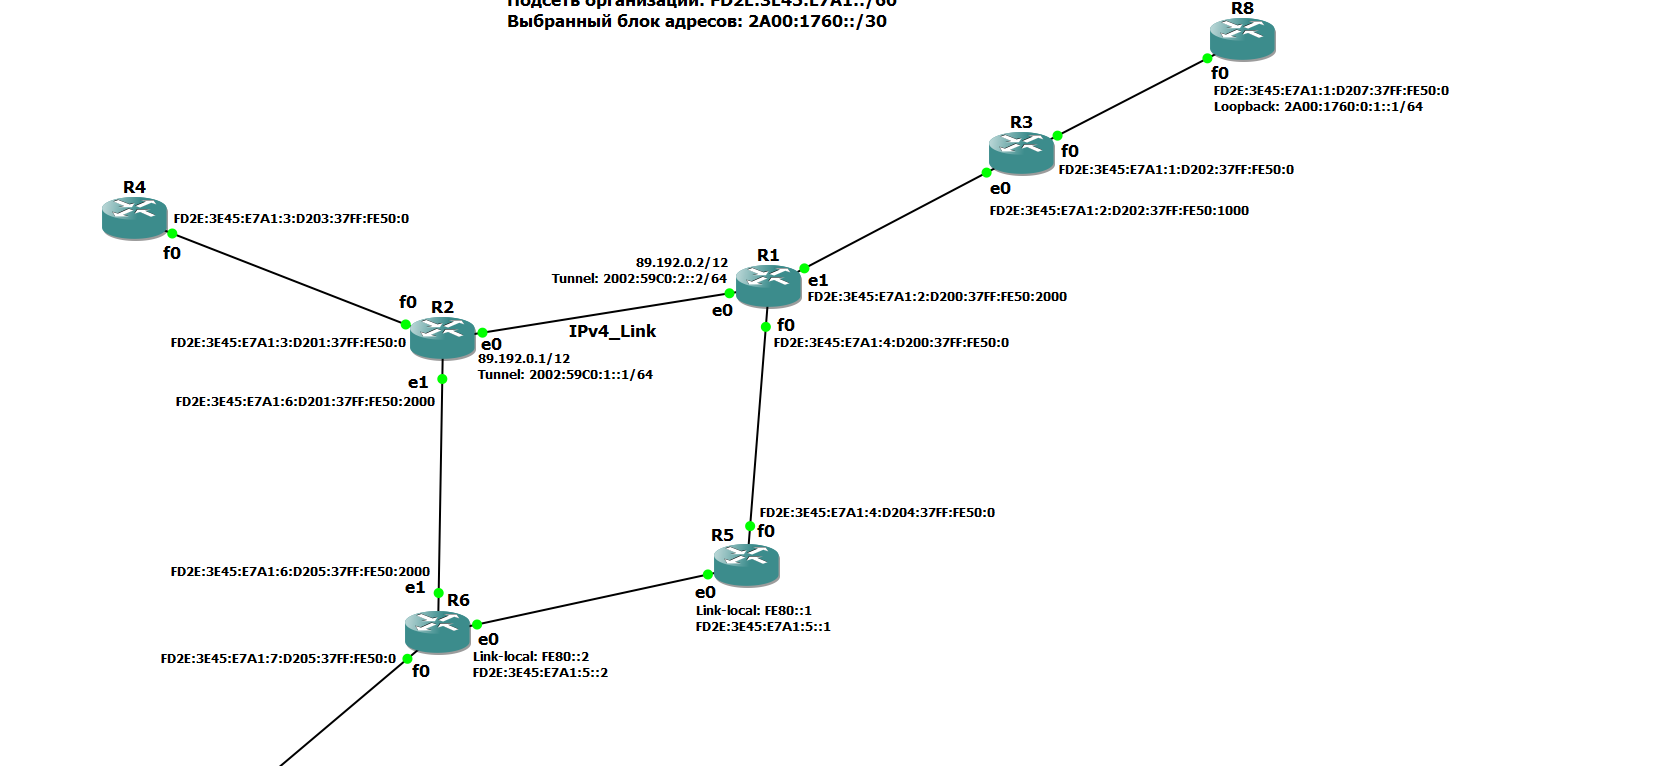 Подсеть организации: FD2E:3E45:E7A1::/60
Выбранный блок адресов: 2A00:1760::/30
R8
f0
FD2E:3E45:E7A1:1:D207:37FF:FE50:0
Loopback: 2A00:1760:0:1::1/64
R3
f0
FD2E:3E45:E7A1:1:D202:37FF:FE50:0
e0
FD2E:3E45:E7A1:2:D202:37FF:FE50:1000
R4
FD2E:3E45:E7A1:3:D203:37FF:FE50:0
f0
R1
89.192.0.2/12
Tunnel: 2002:59C0:2::2/64
e1
FD2E:3E45:E7A1:2:D200:37FF:FE50:2000
e0
f0
FD2E:3E45:E7A1:4:D200:37FF:FE50:0
f0
R2
IPv4_Link
FD2E:3E45:E7A1:3:D201:37FF:FE50:0
e0
89.192.0.1/12
Tunnel: 2002:59C0:1::1/64
e1
FD2E:3E45:E7A1:6:D201:37FF:FE50:2000
FD2E:3E45:E7A1:4:D204:37FF:FE50:0
R5
f0
e0
Link-local: FE80::1
FD2E:3E45:E7A1:5::1
FD2E:3E45:E7A1:6:D205:37FF:FE50:2000
e1
R6
e0
Link-local: FE80::2
FD2E:3E45:E7A1:5::2
FD2E:3E45:E7A1:7:D205:37FF:FE50:0
f0